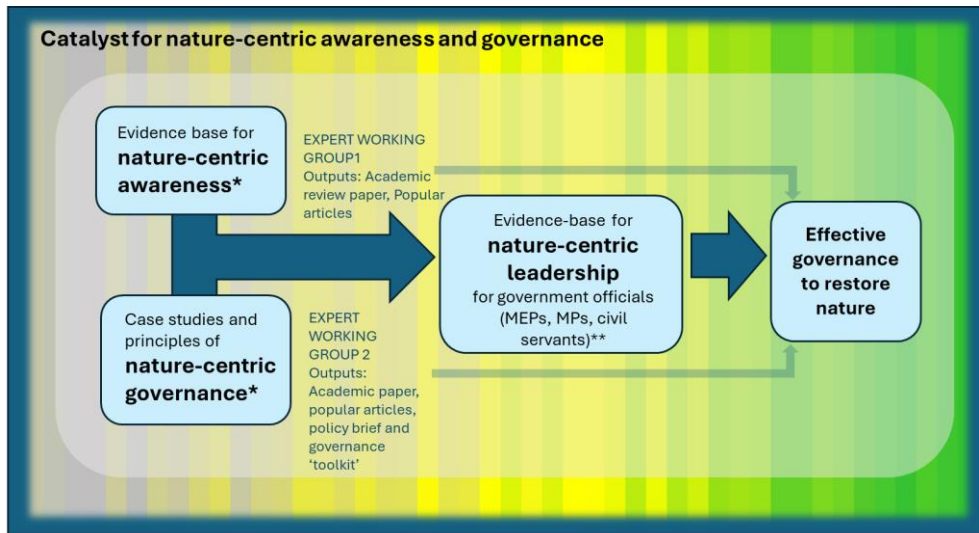 Catalyst for nature-centric awareness and governance
Evidence base for
nature-centric
awareness*
EXPERT WORKING
GROUP1
Outputs: Academic
review paper, Popular
articles
Case studies and
principles of
nature-centric
governance*
EXPERT
WORKING
GROUP 2
Outputs:
Academic paper,
popular articles,
policy brief and
governance
‘toolkit’
Evidence-base for
nature-centric
leadership
for government officials
(MEPs, MPs, civil
servants)**
Effective
governance
to restore
nature